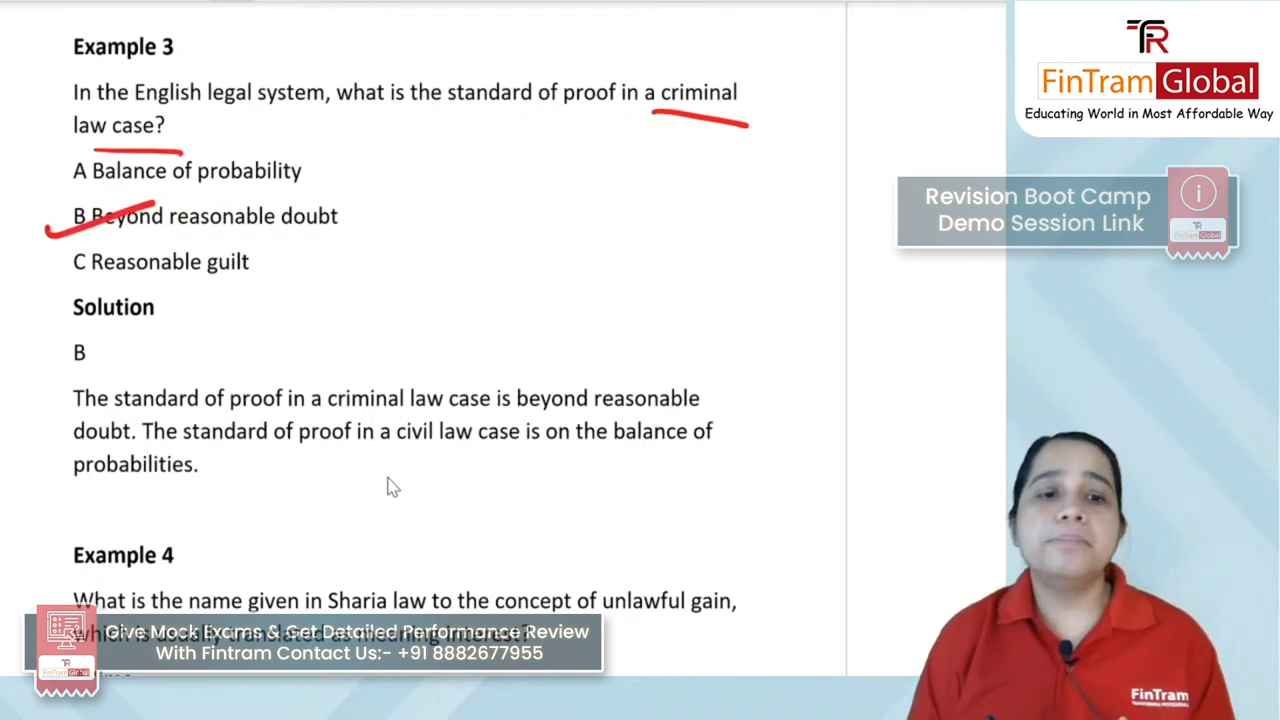 Example 3
In the English legal system, what is the standard of proof in a criminal
law case?
A Balance of probability
B Beyond reasonable doubt
C Reasonable guilt
Solution
B
The standard of proof in a criminal law case is beyond reasonable
doubt. The standard of proof in a civil law case is on the balance of
probabilities.
Example 4
What is the name given in Sharia law to the concept of unlawful gain,
Give Mock Exams & Get Detailed Performance Review
With Fintram Contact Us:- +91 8882677955
TR
FinTram Global
Educating World in Most Affordable Way
Revision Boot Camp
Demo Session Link
FinTram